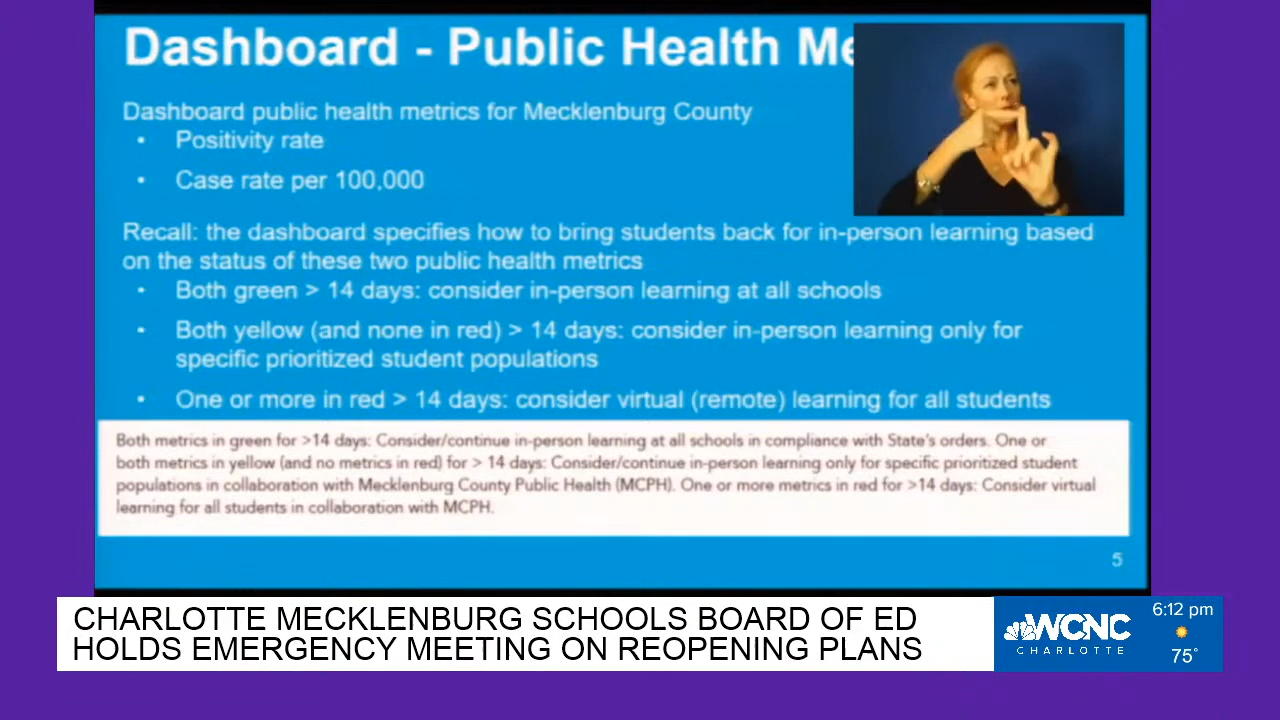 Dashboard - Public Health Me
Dashboard public health metrics for Mecklenburg County
• Positivity rate
• Case rate per 100,000
Recall: the dashboard specifies how to bring students back for in-person learning based
on the status of these two public health metrics
• Both green > 14 days: consider in-person learning at all schools
• Both yellow (and none in red) > 14 days: consider in-person learning only for
specific prioritized student populations
• One or more in red > 14 days: consider virtual (remote) learning for all students
Both metrics in green for >14 days: Consider/continue in-person learning at all schools in compliance with State's orders. One or
both metrics in yellow (and no metrics in red) for > 14 days: Consider/continue in-person learning only for specific prioritized student
populations in collaboration with Mecklenburg County Public Health (MCPH). One or more metrics in red for >14 days: Consider virtual
learning for all students in collaboration with MCPH.
5
CHARLOTTE MECKLENBURG SCHOOLS BOARD OF ED
HOLDS EMERGENCY MEETING ON REOPENING PLANS
WCNC
CHARLOTTE
6:12 pm
75°